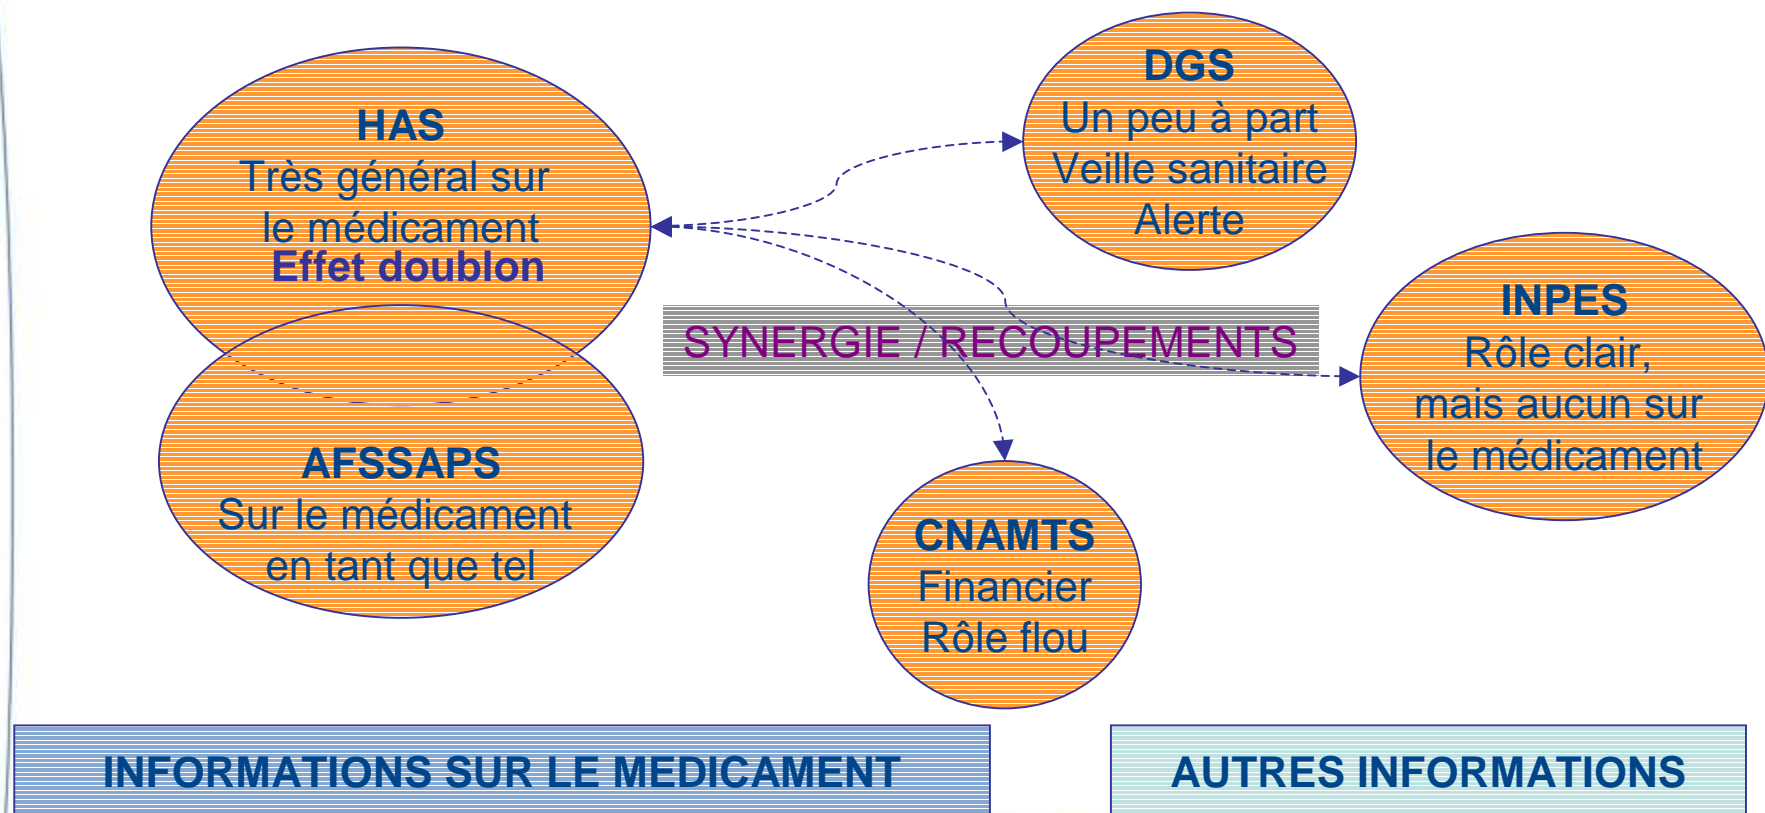 HAS
Très général sur
le médicament
Effet doublon
AFSSAPS
Sur le médicament
en tant que tel
DGS
Un peu à part
Veille sanitaire
Alerte
SYNERGIE / RECOUPEMENTS
INPES
Rôle clair,
mais aucun sur
le médicament
CNAMTS
Financier
Rôle flou
INFORMATIONS SUR LE MEDICAMENT
AUTRES INFORMATIONS